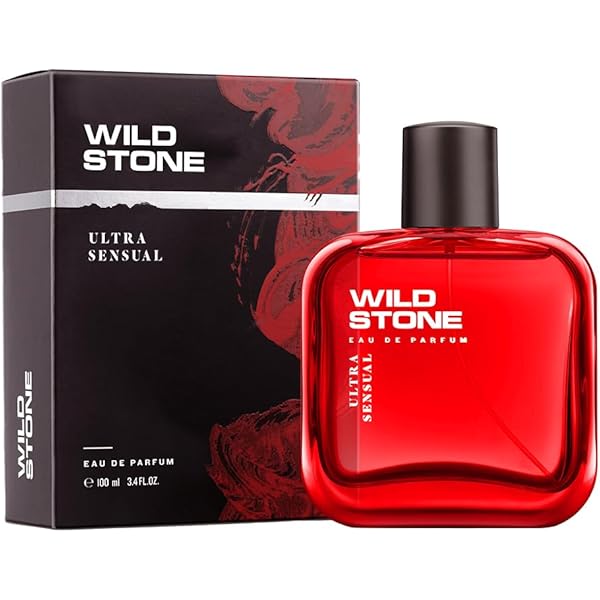 WILD
STONE
ULTRA
SENSUAL
EAU DE PARFUM
℮ 100 ml 3.4 FL.OZ.
WILD
STONE
WILD
STONE
EAU DE PARFUM
ULTRA
SENSUAL